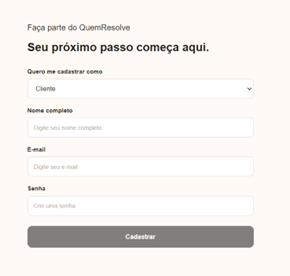 Faça parte do QuemResolve
Seu próximo passo começa aqui.
Quero me cadastrar como
Cliente
Nome completo
Digite seu nome completo
E-mail
Digite seu e-mail
Senha
Crie uma senha
Cadastrar